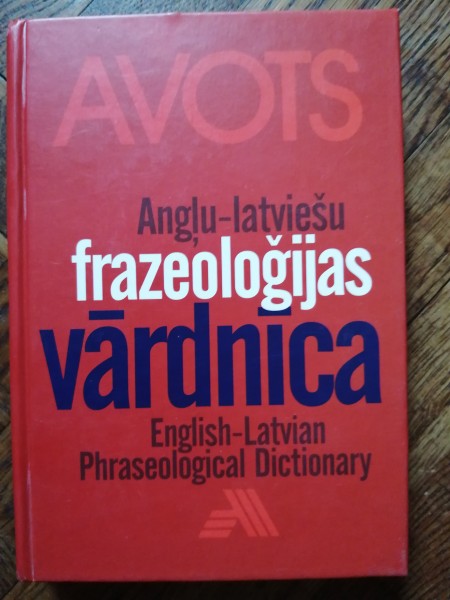 AVOTS
Angļu-latviešu
frazeoloģijas
vārdnīca
English-Latvian
Phraseological Dictionary